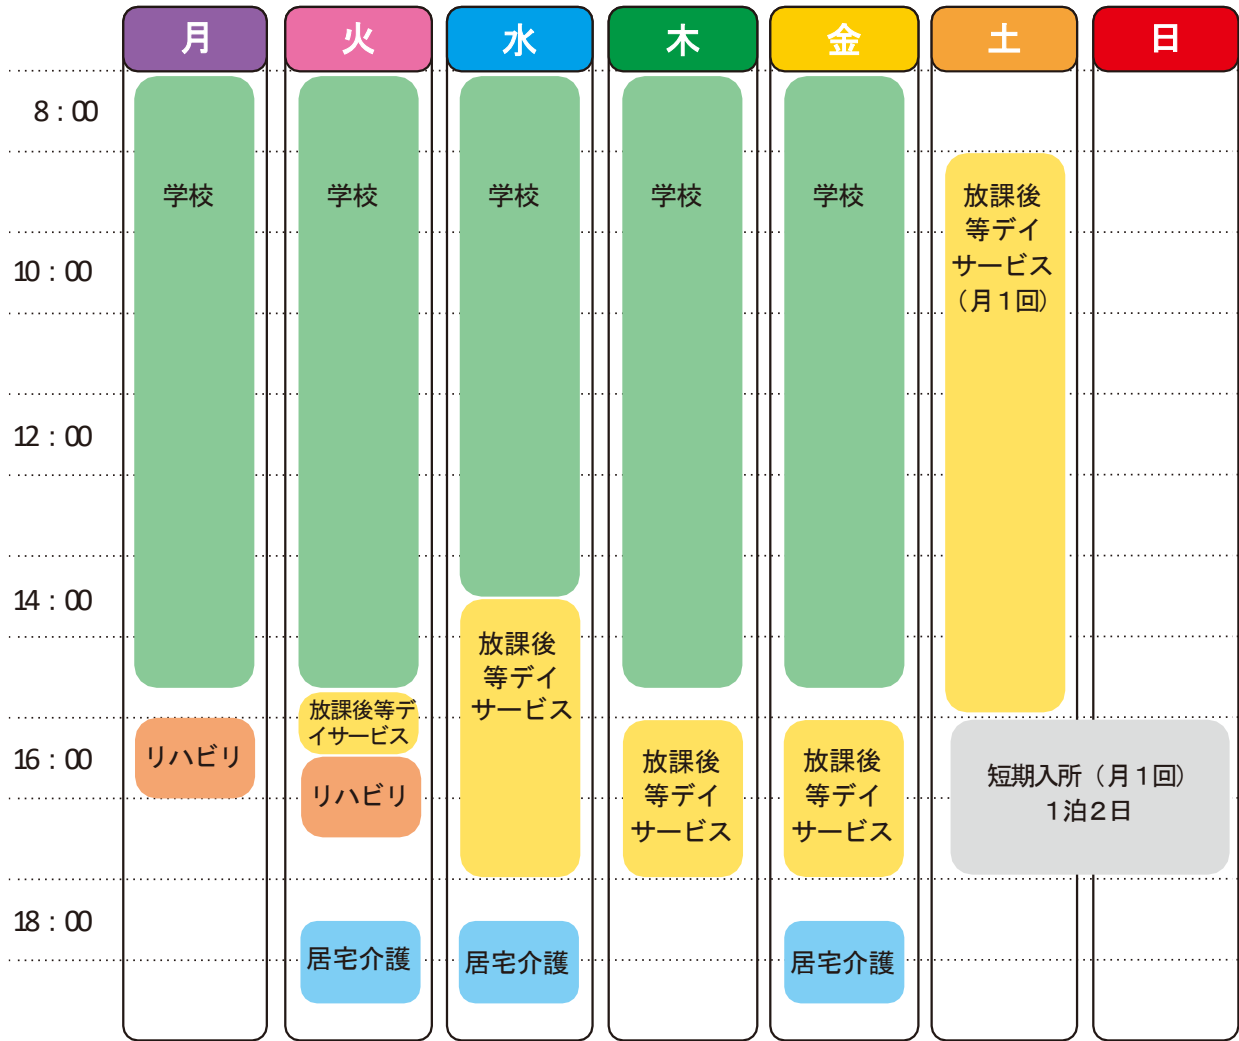 月
火
水
木
金
土
日
8：00
10：00
12：00
14：00
16：00
18：00
学校
リハビリ
学校
放課後等デ
イサービス
リハビリ
居宅介護
学校
放課後
等デイ
サービス
居宅介護
学校
放課後
等デイ
サービス
学校
放課後
等デイ
サービス
居宅介護
放課後
等デイ
サービス
（月１回）
短期入所（月１回）
１泊２日